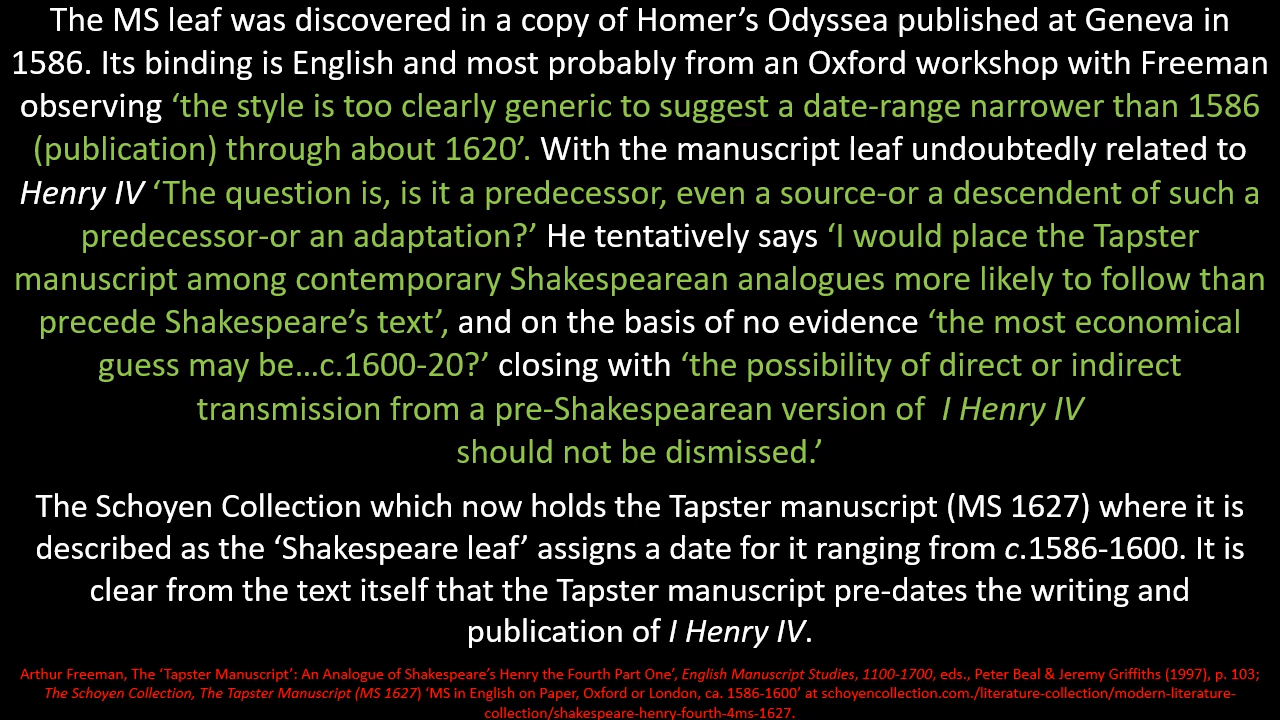 The MS leaf was discovered in a copy of Homer’s Odyssea published at Geneva in
1586. Its binding is English and most probably from an Oxford workshop with Freeman
observing ‘the style is too clearly generic to suggest a date-range narrower than 1586
(publication) through about 1620’. With the manuscript leaf undoubtedly related to
Henry IV ‘The question is, is it a predecessor, even a source-or a descendent of such a
predecessor-or an adaptation?’ He tentatively says ‘I would place the Tapster
manuscript among contemporary Shakespearean analogues more likely to follow than
precede Shakespeare’s text’, and on the basis of no evidence ‘the most economical
guess may be…c.1600-20?’ closing with ‘the possibility of direct or indirect
transmission from a pre-Shakespearean version of I Henry IV
should not be dismissed.’
The Schoyen Collection which now holds the Tapster manuscript (MS 1627) where it is
described as the ‘Shakespeare leaf’ assigns a date for it ranging from c.1586-1600. It is
clear from the text itself that the Tapster manuscript pre-dates the writing and
publication of I Henry IV.
Arthur Freeman, The ‘Tapster Manuscript’: An Analogue of Shakespeare’s Henry the Fourth Part One’, English Manuscript Studies, 1100-1700, eds., Peter Beal & Jeremy Griffiths (1997), p. 103;
The Schoyen Collection, The Tapster Manuscript (MS 1627) ‘MS in English on Paper, Oxford or London, ca. 1586-1600’ at schoyencollection.com./literature-collection/modern-literature-
collection/shakespeare-henry-fourth-4ms-1627.